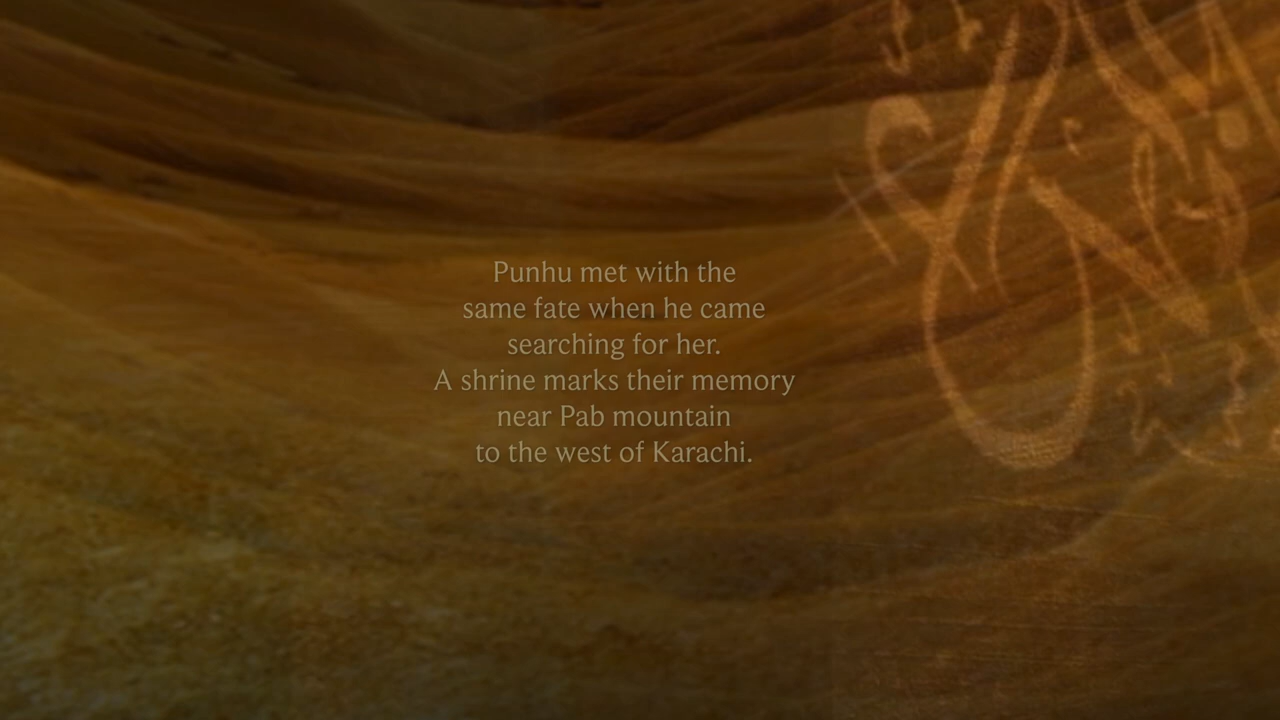 Punhu met with the
same fate when he came
searching for her.
A shrine marks their memory
near Pab mountain
to the west of Karachi.